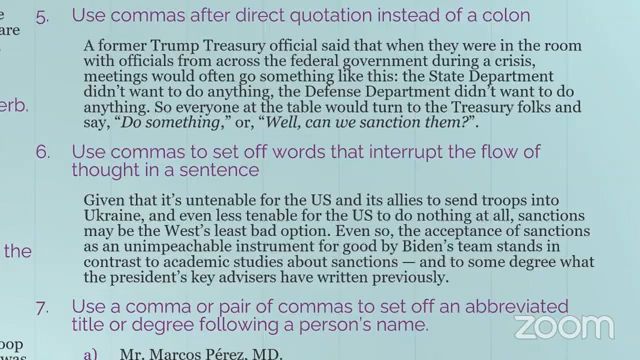 are
erb.
the
oop
was
5. Use commas after direct quotation instead of a colon
A former Trump Treasury official said that when they were in the room
with officials from across the federal government during a crisis,
meetings would often go something like this: the State Department
didn't want to do anything, the Defense Department didn't want to do
anything. So everyone at the table would turn to the Treasury folks and
say, “Do something,” or, “Well, can we sanction them?”.
6. Use commas to set off words that interrupt the flow of
thought in a sentence
Given that it's untenable for the US and its allies to send troops into
Ukraine, and even less tenable for the US to do nothing at all, sanctions
may be the West's least bad option. Even so, the acceptance of sanctions
as an unimpeachable instrument for good by Biden's team stands in
contrast to academic studies about sanctions — and to some degree what
the president's key advisers have written previously.
7. Use a comma or pair of commas to set off an abbreviated
title or degree following a person's name.
a) Mr. Marcos Pérez, MD.
zoom